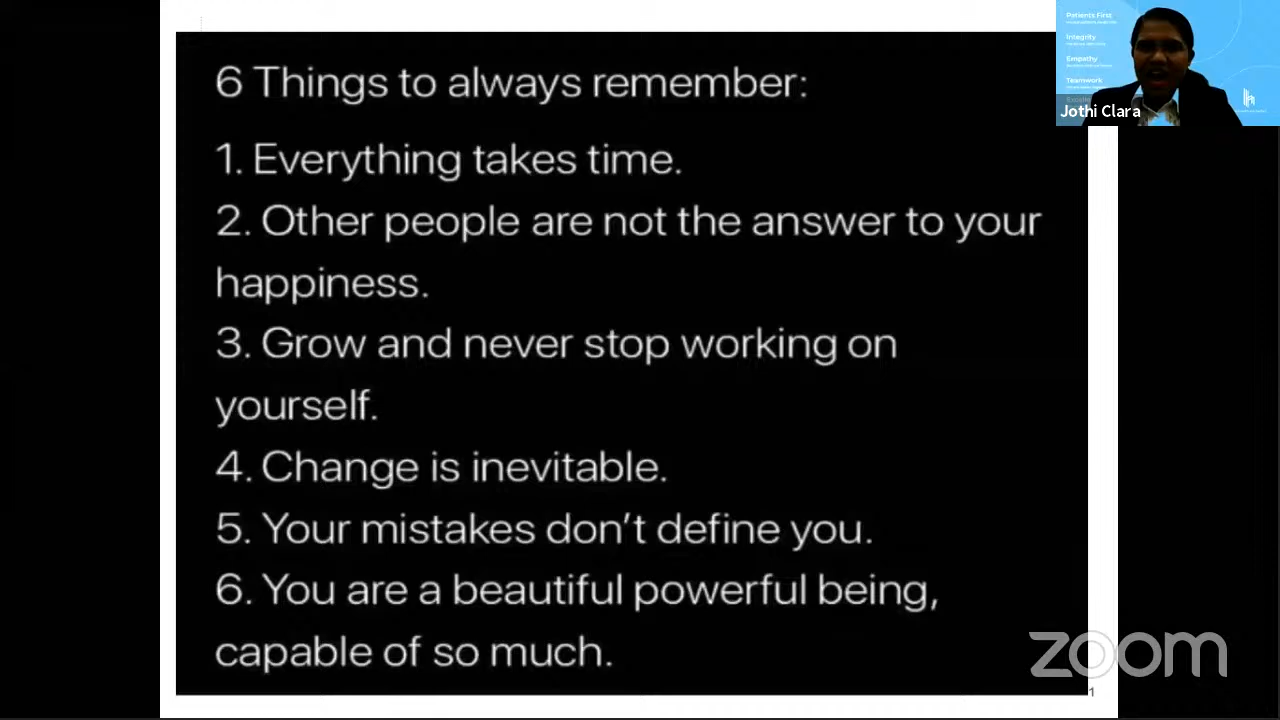 6 Things to always remember:
1. Everything takes time.
2. Other people are not the answer to your
happiness.
3. Grow and never stop working on
yourself.
4. Change is inevitable.
5. Your mistakes don't define you.
6. You are a beautiful powerful being,
capable of so much.
Patients First
Integrity
Empathy
Teamwork
Jothi Clara
zoom
1